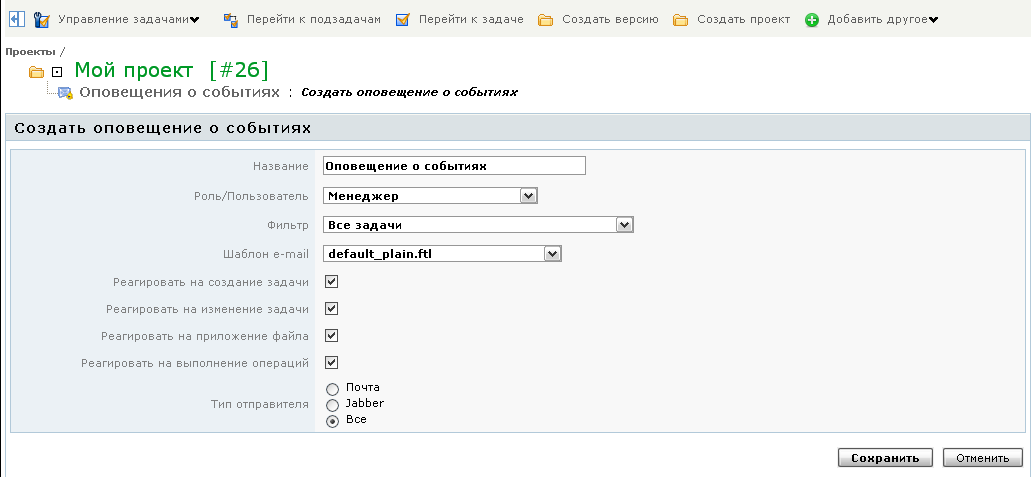 Управление задачами Перейти к подзадачам Перейти к задаче Создать версию Создать проект Добавить другое
Проекты /
Мой проект [#26]
Оповещения о событиях : Создать оповещение о событиях
Создать оповещение о событиях
Название Оповещение о событиях
Роль/Пользователь Менеджер
Фильтр Все задачи
Шаблон e-mail default_plain.ftl
Реагировать на создание задачи
Реагировать на изменение задачи
Реагировать на приложение файла
Реагировать на выполнение операций
Почта
Тип отправителя Jabber
Все
Сохранить Отменить